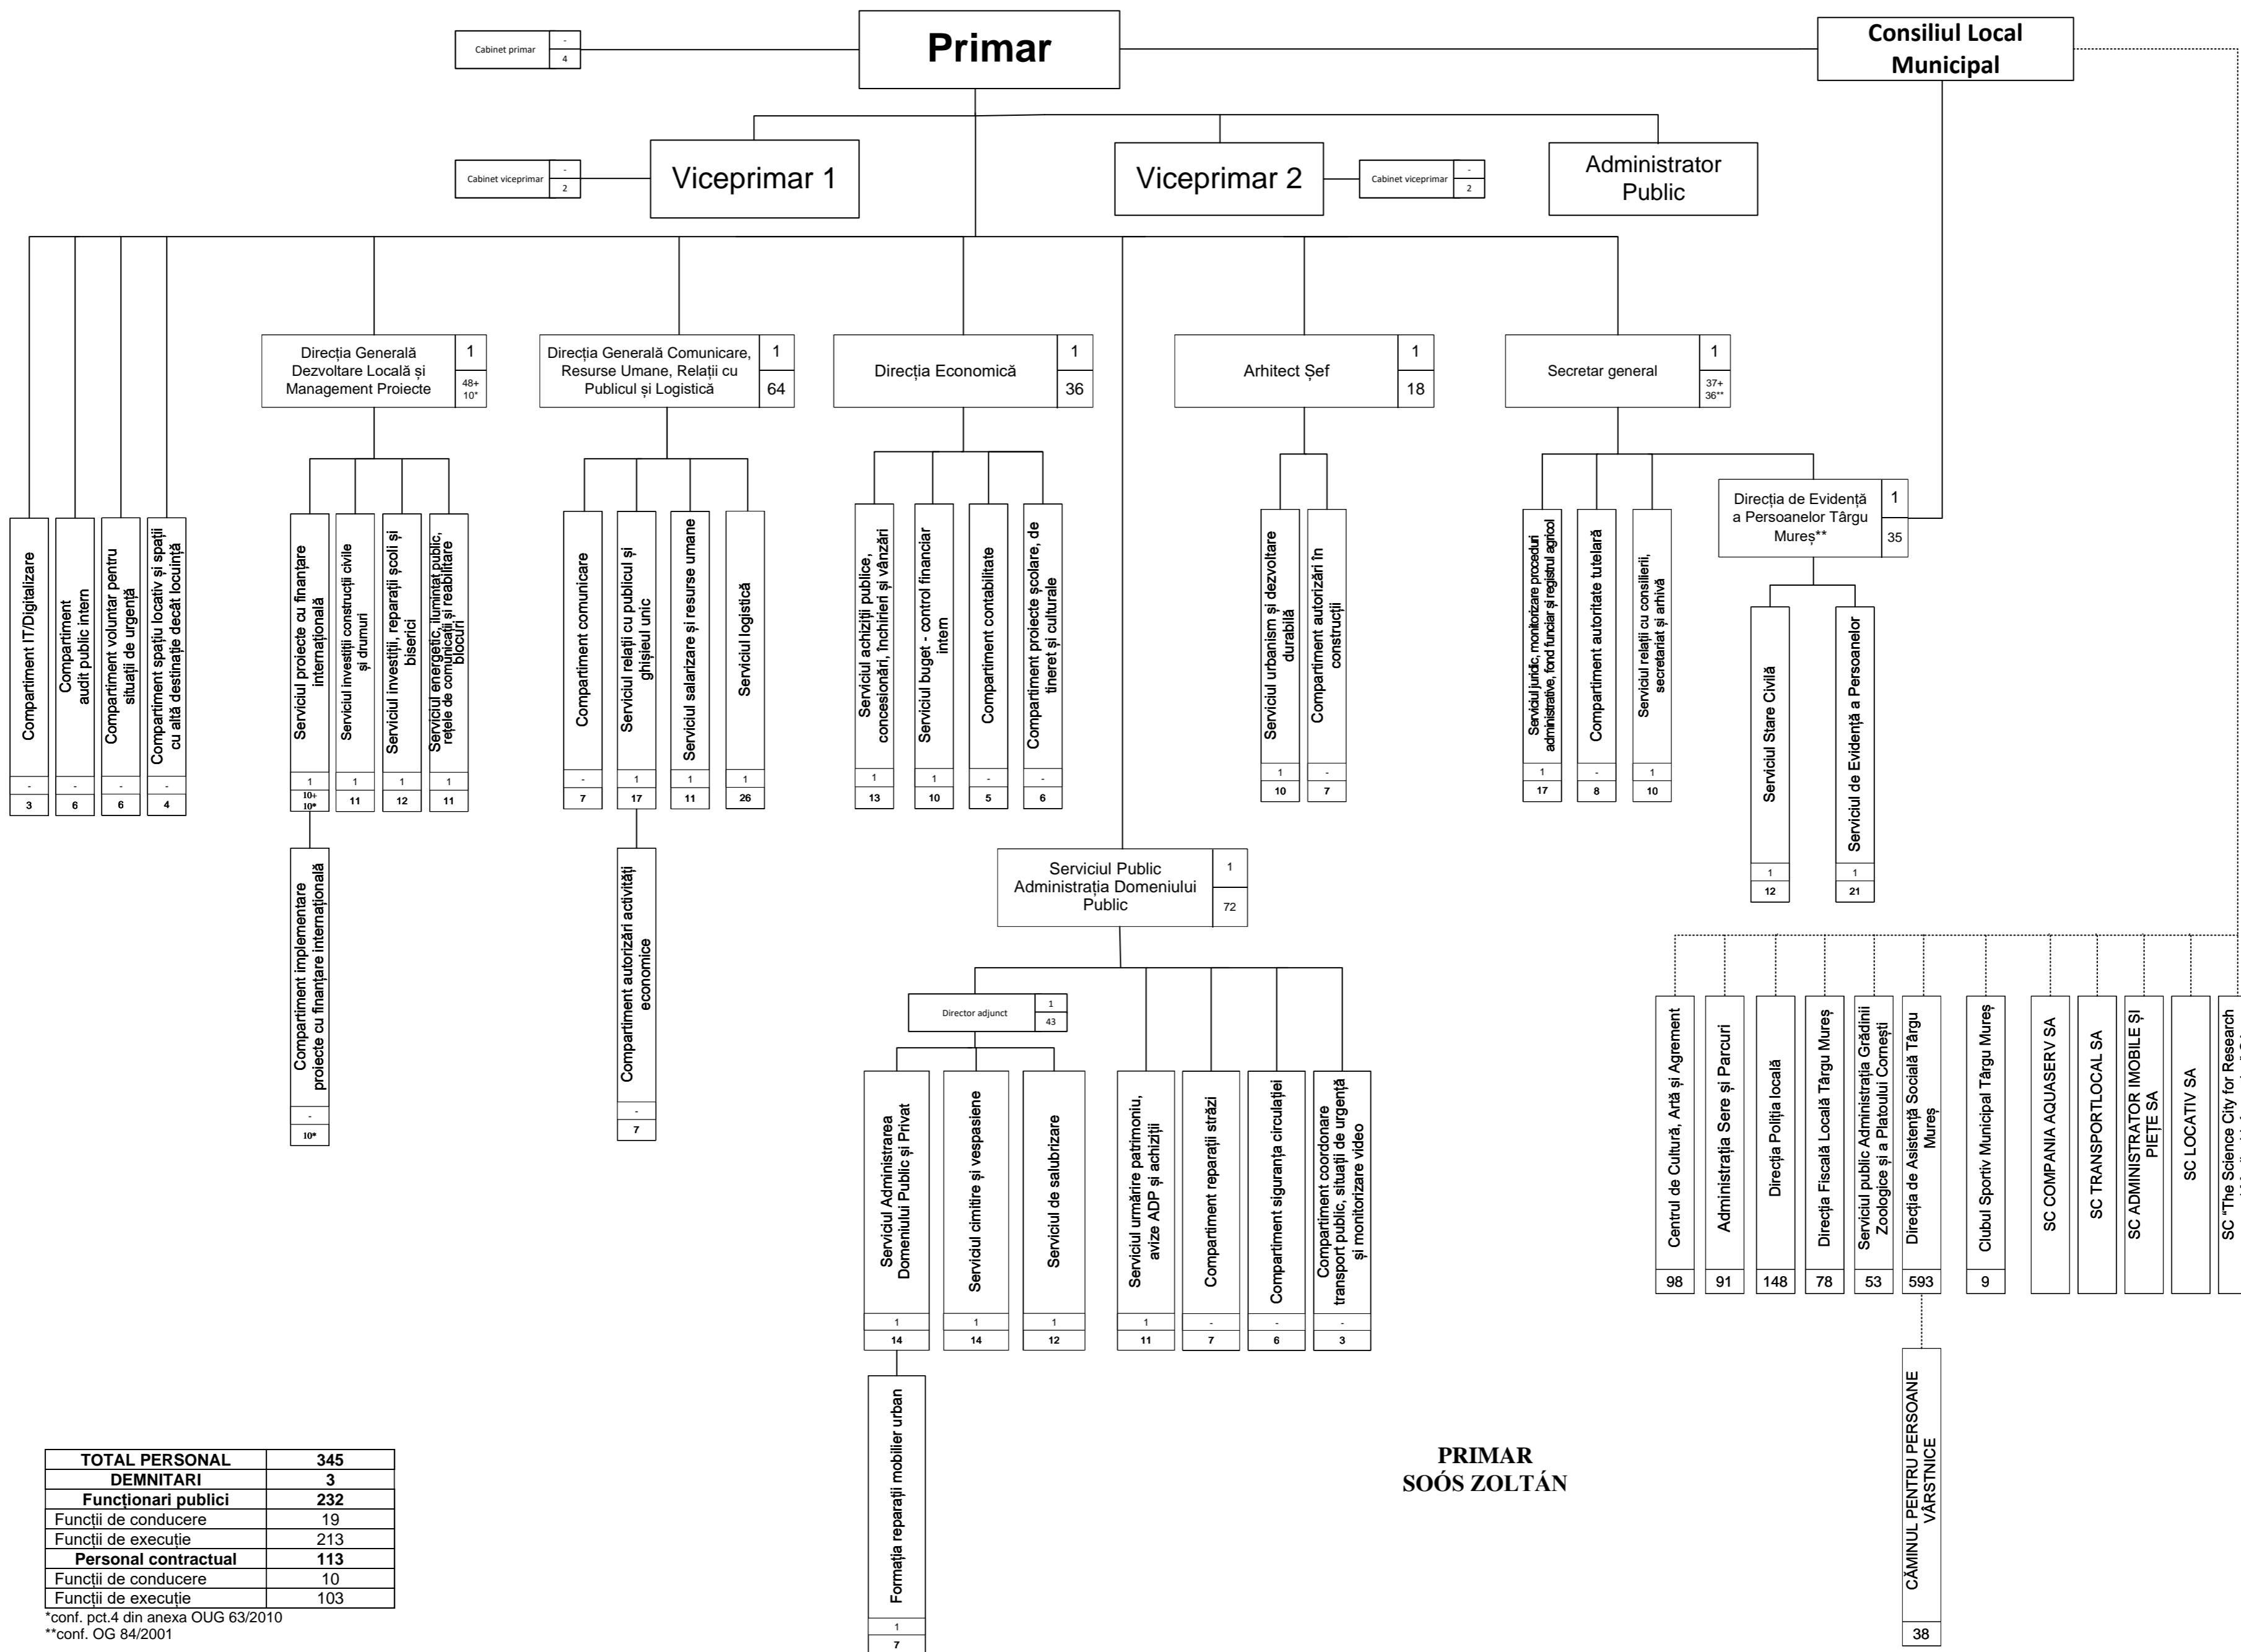 Primar
Consiliul Local
Municipal
Cabinet primar
-
4
Viceprimar 1
Cabinet viceprimar
-
2
Viceprimar 2
Cabinet viceprimar
-
2
Administrator
Public
Direcția Generală
Dezvoltare Locală și
Management Proiecte
1
48+
10*
Direcția Generală Comunicare,
Resurse Umane, Relații cu
Publicul și Logistică
1
64
Direcția Economică
1
36
Arhitect Șef
1
18
Secretar general
1
37+
36**
Direcția de Evidență
a Persoanelor Târgu
Mureș**
1
35
Compartiment IT/Digitalizare
-
3
Compartiment
audit public intern
-
6
Compartiment voluntar pentru
situații de urgență
-
6
Compartiment spațiu locativ și spații
cu altă destinație decât locuință
-
4
Serviciul proiecte cu finanțare
internațională
1
10+
10*
Serviciul investiții construcții civile
și drumuri
1
11
Serviciul investiții, reparații școli și
biserici
1
12
Serviciul energetic, iluminat public,
rețele de comunicații și reabilitare
blocuri
1
11
Compartiment comunicare
-
7
Serviciul relații cu publicul și
ghișieul unic
1
17
Serviciul salarizare și resurse umane
1
11
Serviciul logistică
1
26
Serviciul achiziții publice,
concesionări, închirieri și vânzări
1
13
Serviciul buget - control financiar
intern
1
10
Compartiment contabilitate
-
5
Compartiment proiecte școlare, de
tineret și culturale
-
6
Serviciul urbanism și dezvoltare
durabilă
1
10
Compartiment autorizări în
construcții
-
7
Serviciul juridic, monitorizare proceduri
administrative, fond funciar și registrul agricol
1
17
Compartiment autoritate tutelară
-
8
Serviciul relații cu consilierii,
secretariat și arhivă
1
10
Serviciul Stare Civilă
1
12
Serviciul de Evidență a Persoanelor
1
21
Compartiment implementare
proiecte cu finanțare internațională
-
10*
Compartiment autorizări activități
economice
-
7
Serviciul Public
Administrația Domeniului
Public
1
72
Director adjunct
1
43
Serviciul Administrarea
Domeniului Public și Privat
1
14
Serviciul cimitire și vespasiene
1
14
Serviciul de salubrizare
1
12
Serviciul urmărire patrimoniu,
avize ADP și achiziții
1
11
Compartiment reparații străzi
-
7
Compartiment siguranța circulației
-
6
Compartiment coordonare
transport public, situații de urgență
și monitorizare video
-
3
Formația reparații mobilier urban
1
7
Centrul de Cultură, Artă și Agrement
98
Administrația Sere și Parcuri
91
Direcția Poliția locală
148
Direcția Fiscală Locală Târgu Mureș
78
Serviciul public Administrația Grădinii
Zoologice și a Platoului Cornești
53
Direcția de Asistență Socială Târgu
Mureș
593
Clubul Sportiv Municipal Târgu Mureș
9
SC COMPANIA AQUASERV SA
SC TRANSPORTLOCAL SA
SC ADMINISTRATOR IMOBILE ȘI
PIEȚE SA
SC LOCATIV SA
SC "The Science City for Research
CĂMINUL PENTRU PERSOANE
VÂRSTNICE
38
PRIMAR
SOÓS ZOLTÁN
TOTAL PERSONAL 345
DEMNITARI 3
Funcționari publici 232
Funcții de conducere 19
Funcții de execuție 213
Personal contractual 113
Funcții de conducere 10
Funcții de execuție 103
*conf. pct.4 din anexa OUG 63/2010
**conf. OG 84/2001